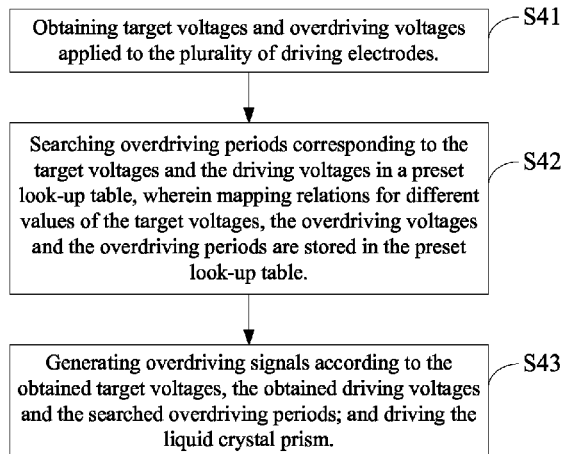 Obtaining target voltages and overdriving voltages
applied to the plurality of driving electrodes.
S41
Searching overdriving periods corresponding to the
target voltages and the driving voltages in a preset
look-up table, wherein mapping relations for different
values of the target voltages, the overdriving voltages
and the overdriving periods are stored in the preset
look-up table.
S42
Generating overdriving signals according to the
obtained target voltages, the obtained driving voltages
and the searched overdriving periods; and driving the
liquid crystal prism.
S43